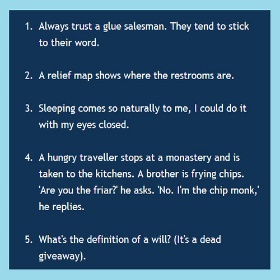 1. Always trust a glue salesman. They tend to stick
to their word.
2. A relief map shows where the restrooms are.
3. Sleeping comes so naturally to me, I could do it
with my eyes closed.
4. A hungry traveller stops at a monastery and is
taken to the kitchens. A brother is frying chips.
'Are you the friar?' he asks. 'No. I'm the chip monk,'
he replies.
5. What's the definition of a will? (It's a dead
giveaway).